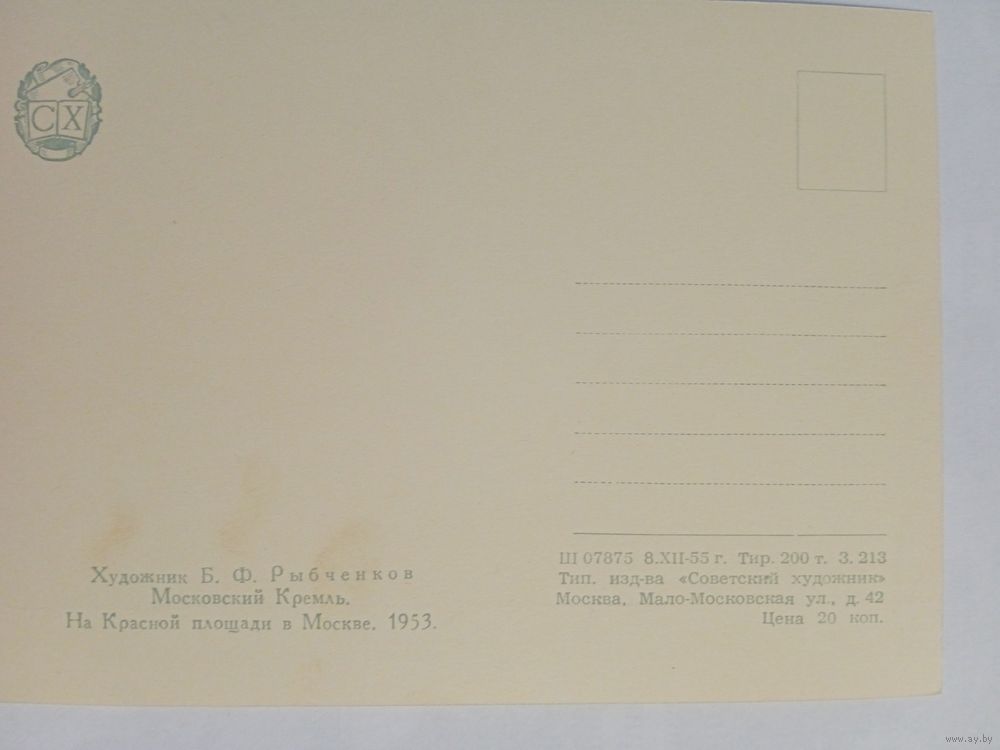 СХ
Художник Б. Ф. Рыбченков
Московский Кремль.
На Красной площади в Москве. 1953.
Ш 07875 8.XII-55 г. Тир. 200 т. З. 213
Тип. изд-ва «Советский художник»
Москва, Мало-Московская ул., д. 42
Цена 20 коп.
www.ay.by